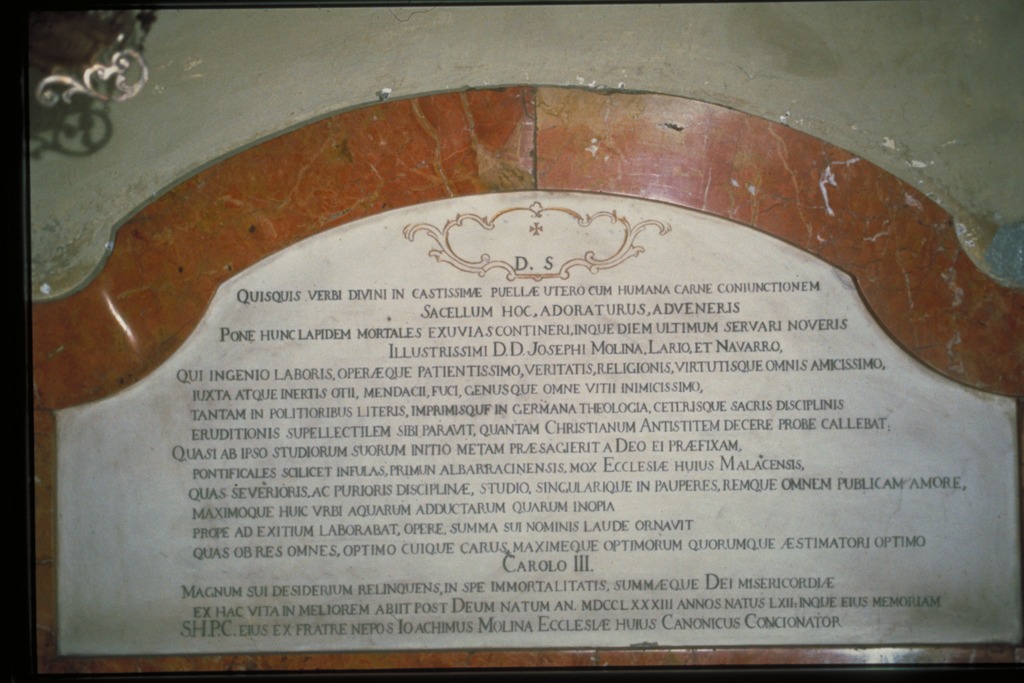 D. S
QUISQUIS VERBI DIVINI IN CASTISSIMÆ PUELLÆ UTERO CUM HUMANA CARNE CONIUNCTIONEM
SACELLUM HOC, ADORATURUS, ADVENERIS
PONE HUNC LAPIDEM MORTALES EXUVIAS CONTINERI, INQUE DIEM ULTIMUM SERVARI NOVERIS
ILLUSTRISSIMI D.D. JOSEPHI MOLINA, LARIO, ET NAVARRO,
QUI INGENIO LABORIS, OPERÆQUE PATIENTISSIMO, VERITATIS, RELIGIONIS, VIRTUTISQUE OMNIS AMICISSIMO,
IUXTA ATQUE INERTIS OTII, MENDACII, FUCI, GENUSQUE OMNE VITII INIMICISSIMO,
TANTAM IN POLITIORIBUS LITERIS, IMPRIMISQUE IN GERMANA THEOLOGIA, CETERISQUE SACRIS DISCIPLINIS
ERUDITIONIS SUPELLECTILEM SIBI PARAVIT, QUANTAM CHRISTIANUM ANTISTITEM DECERE PROBE CALLEBAT;
QUASI AB IPSO STUDIORUM SUORUM INITIO METAM PRÆSAGIERIT A DEO EI PRÆFIXAM,
PONTIFICALES SCILICET INFULAS, PRIMUN ALBARRACINENSIS, MOX ECCLESIÆ HUIUS MALACENSIS,
QUAS SEVERIORIS, AC PURIORIS DISCIPLINÆ, STUDIO, SINGULARIQUE IN PAUPERES, REMQUE OMNEM PUBLICAM AMORE,
MAXIMOQUE HUIC VRBI AQUARUM ADDUCTARUM QUARUM INOPIA
PROPE AD EXITIUM LABORABAT, OPERE, SUMMA SUI NOMINIS LAUDE ORNAVIT
QUAS OB RES OMNES, OPTIMO CUIQUE CARUS, MAXIMEQUE OPTIMORUM QUORUMQUE ÆSTIMATORI OPTIMO
CAROLO III.
MAGNUM SUI DESIDERIUM RELINQUENS, IN SPE IMMORTALITATIS, SUMMÆQUE DEI MISERICORDIÆ
EX HAC VITA IN MELIOREM ABIIT POST DEUM NATUM AN. MDCCLXXXIII ANNOS NATUS LXII: INQUE EIUS MEMORIAM
S.H.P.C. EIUS EX FRATRE NEPOS IOACHIMUS MOLINA ECCLESIÆ HUIUS CANONICUS CONCIONATOR